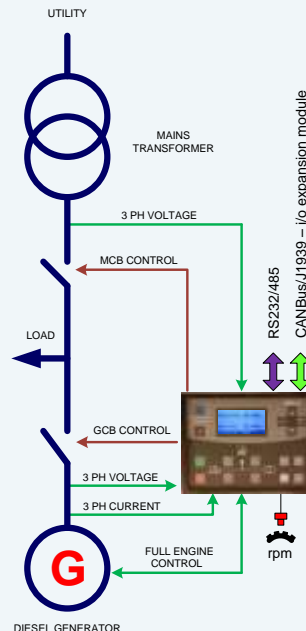 UTILITY
MAINS
TRANSFORMER
3 PH VOLTAGE
MCB CONTROL
RS232/485
CANBus/J1939 – i/o expansion module
LOAD
GCB CONTROL
3 PH VOLTAGE
3 PH CURRENT
G
FULL ENGINE
CONTROL
rpm
DIESEL GENERATOR